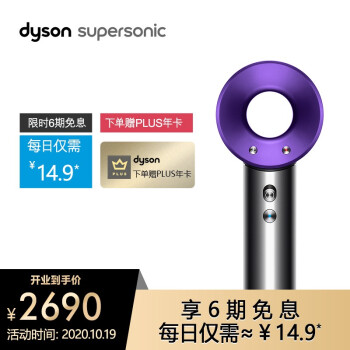 dyson supersonic
限时6期免息
下单赠PLUS年卡
每日仅需
¥14.9*
PLUS
dyson
下单赠PLUS年卡
开业到手价
¥2690
活动时间: 2020.10.19
享6期免息
每日仅需≈¥14.9*